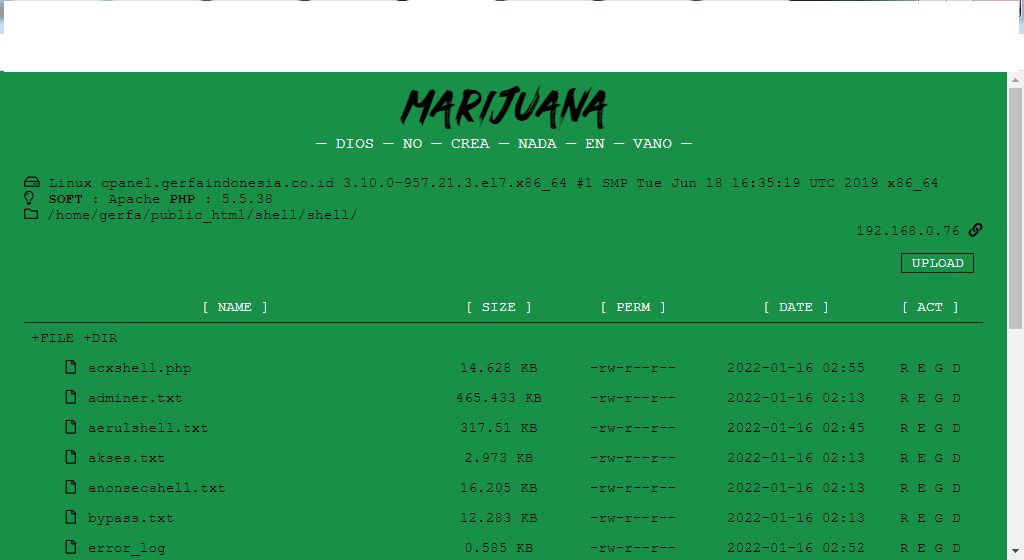 MARIJUANA
— DIOS — NO — CREA — NADA — EN — VANO —
Linux cpanel.gerfaindonesia.co.id 3.10.0-957.21.3.el7.x86_64 #1 SMP Tue Jun 18 16:35:19 UTC 2019 x86_64
SOFT : Apache PHP : 5.5.38
/home/gerfa/public_html/shell/shell/
192.168.0.76
UPLOAD
[ NAME ] [ SIZE ] [ PERM ] [ DATE ] [ ACT ]
+FILE +DIR
acxshell.php 14.628 KB -rw-r--r-- 2022-01-16 02:55 R E G D
adminer.txt 465.433 KB -rw-r--r-- 2022-01-16 02:13 R E G D
aerulshell.txt 317.51 KB -rw-r--r-- 2022-01-16 02:45 R E G D
akses.txt 2.973 KB -rw-r--r-- 2022-01-16 02:13 R E G D
anonsecshell.txt 16.205 KB -rw-r--r-- 2022-01-16 02:13 R E G D
bypass.txt 12.283 KB -rw-r--r-- 2022-01-16 02:13 R E G D
error_log 0.585 KB -rw-r--r-- 2022-01-16 02:52 R E G D